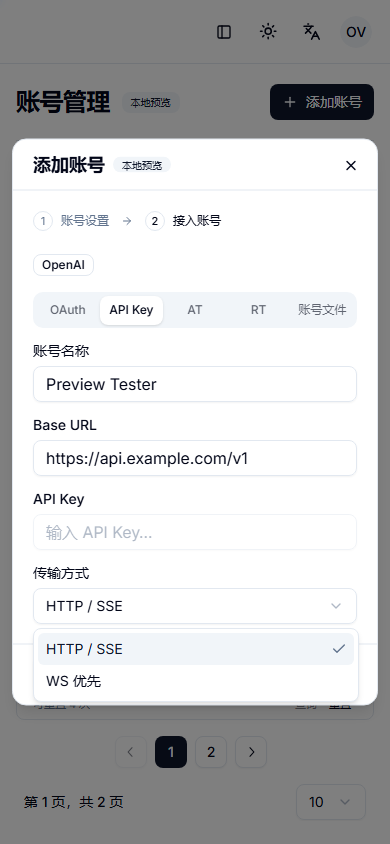 OV
账号管理 本地预览
添加账号
添加账号 本地预览
1 账号设置 → 2 接入账号
OpenAI
OAuth API Key AT RT 账号文件
账号名称
Preview Tester
Base URL
https://api.example.com/v1
API Key
输入 API Key...
传输方式
HTTP / SSE
HTTP / SSE
WS 优先
1 2
第 1 页，共 2 页
10